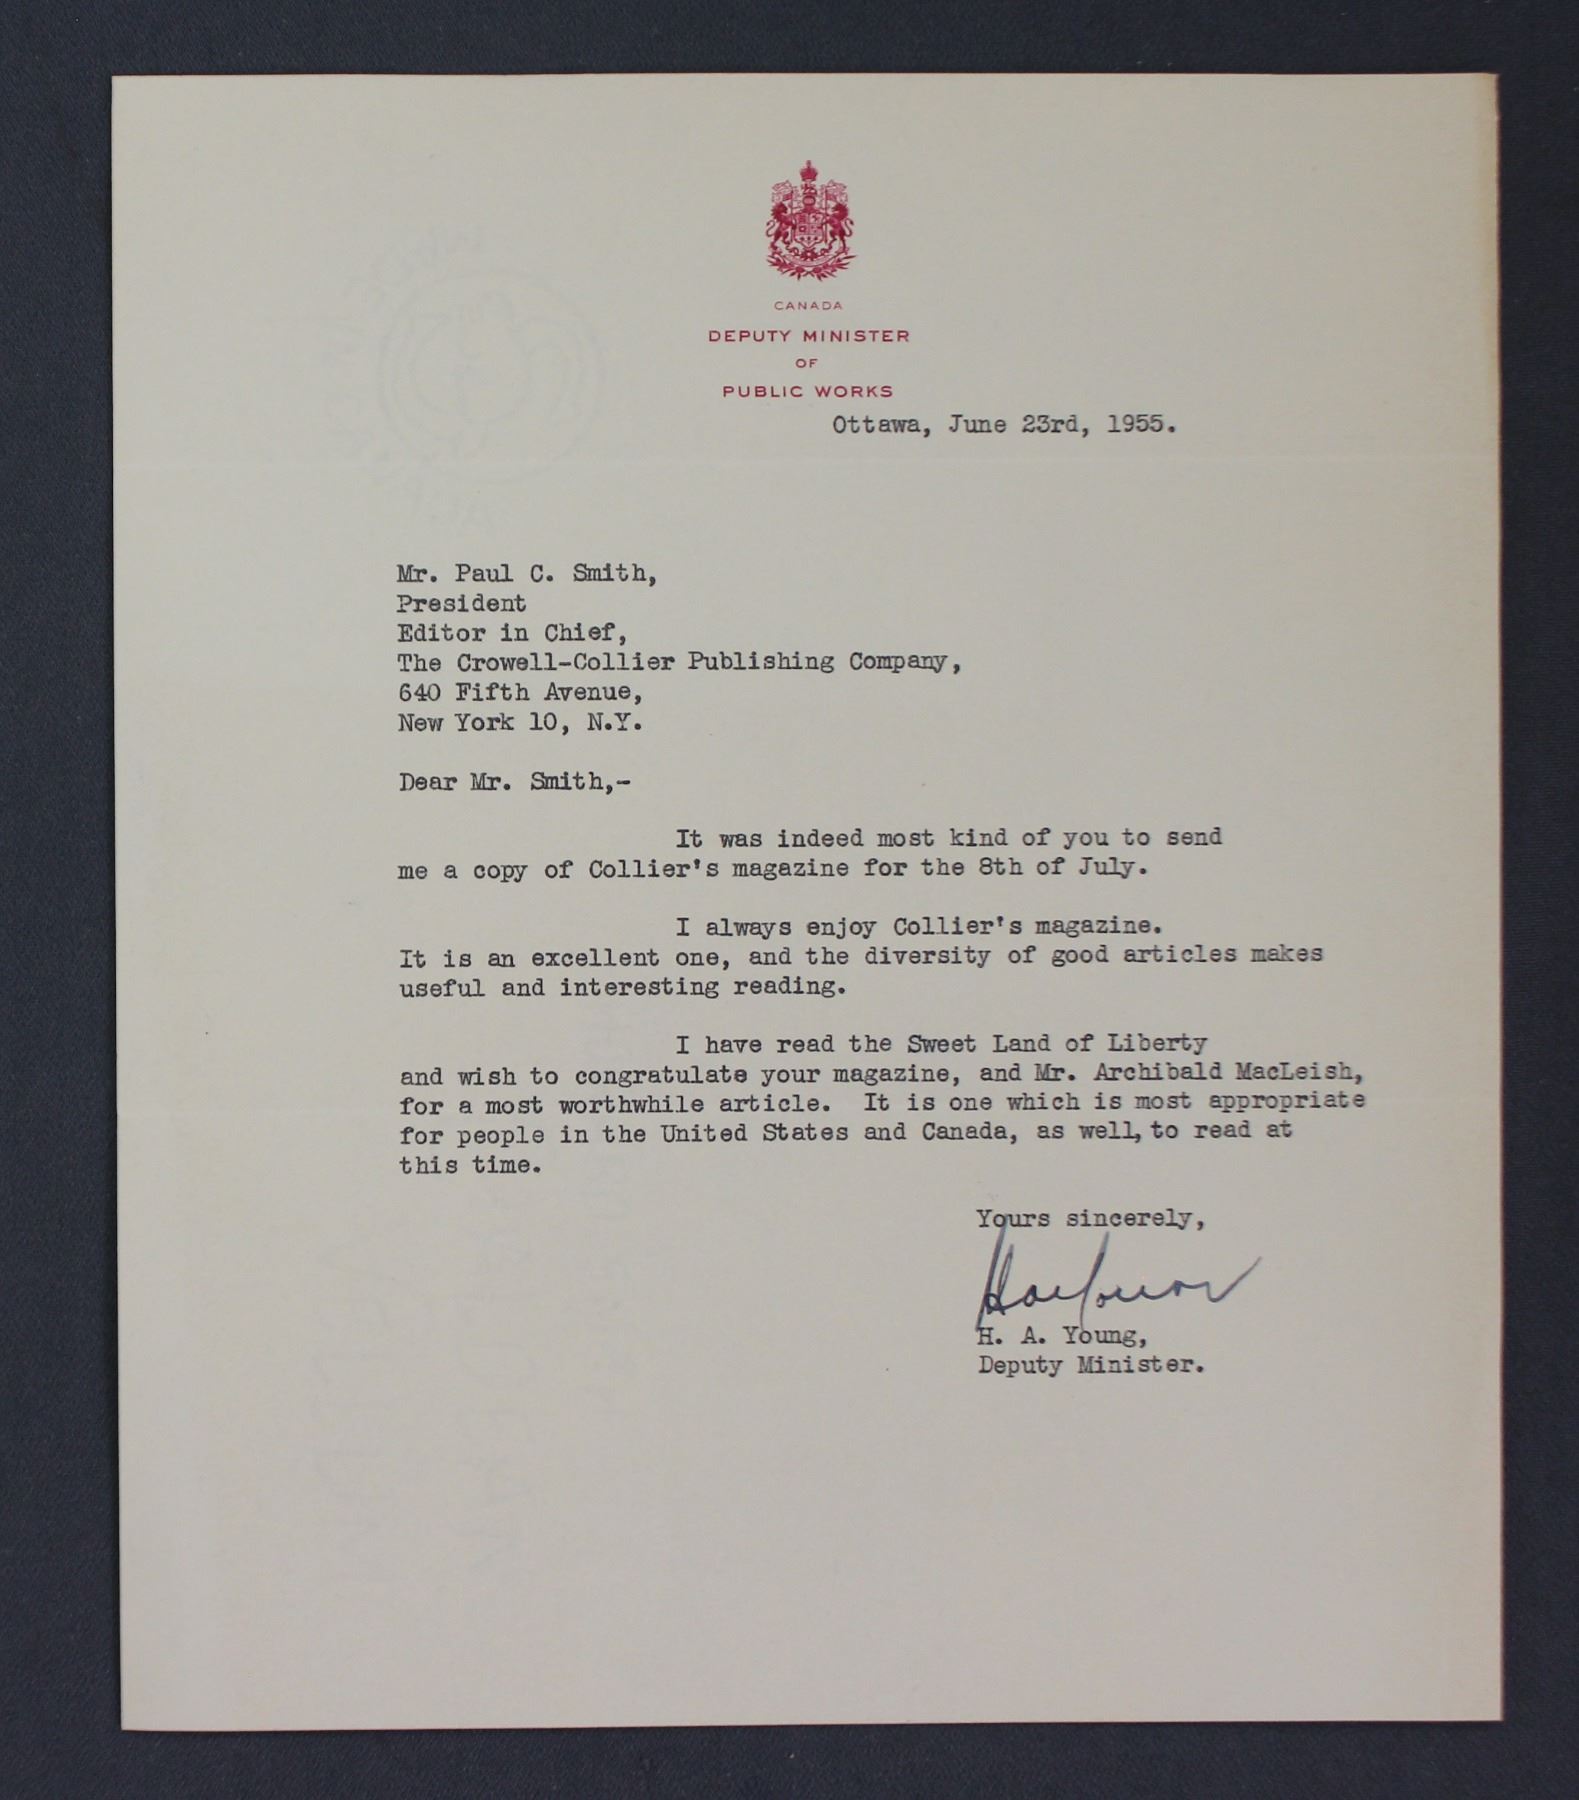 CANADA
DEPUTY MINISTER
OF
PUBLIC WORKS
Ottawa, June 23rd, 1955.
Mr. Paul C. Smith,
President
Editor in Chief,
The Crowell-Collier Publishing Company,
640 Fifth Avenue,
New York 10, N.Y.
Dear Mr. Smith,-
It was indeed most kind of you to send
me a copy of Collier's magazine for the 8th of July.
I always enjoy Collier's magazine.
It is an excellent one, and the diversity of good articles makes
useful and interesting reading.
I have read the Sweet Land of Liberty
and wish to congratulate your magazine, and Mr. Archibald MacLeish,
for a most worthwhile article. It is one which is most appropriate
for people in the United States and Canada, as well, to read at
this time.
Yours sincerely,
H. A. Young,
Deputy Minister.